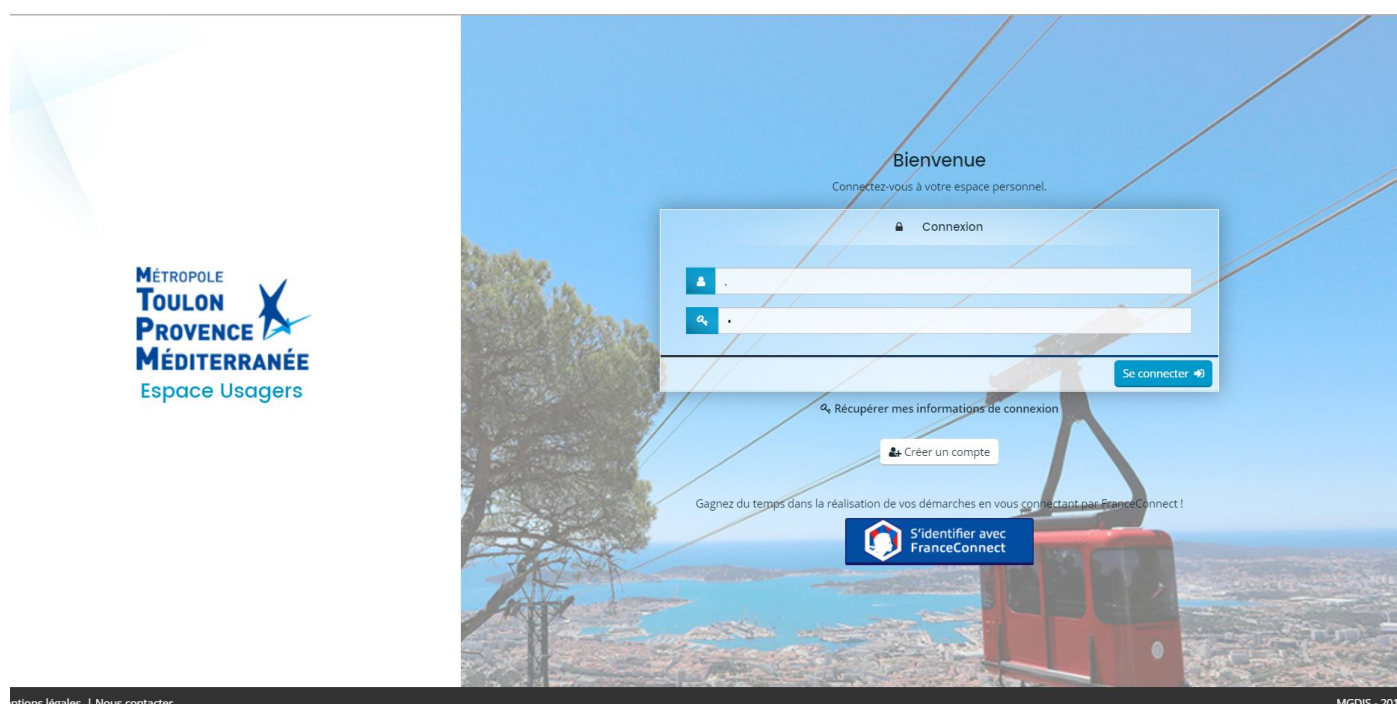 MÉTROPOLE
TOULON
PROVENCE
MÉDITERRANÉE
Espace Usagers
Bienvenue
Connectez-vous à votre espace personnel.
Connexion
.
•
Se connecter
Récupérer mes informations de connexion
Créer un compte
Gagnez du temps dans la réalisation de vos démarches en vous connectant par FranceConnect !
S'identifier avec
FranceConnect
légales | Nous contacter
MGDIS -